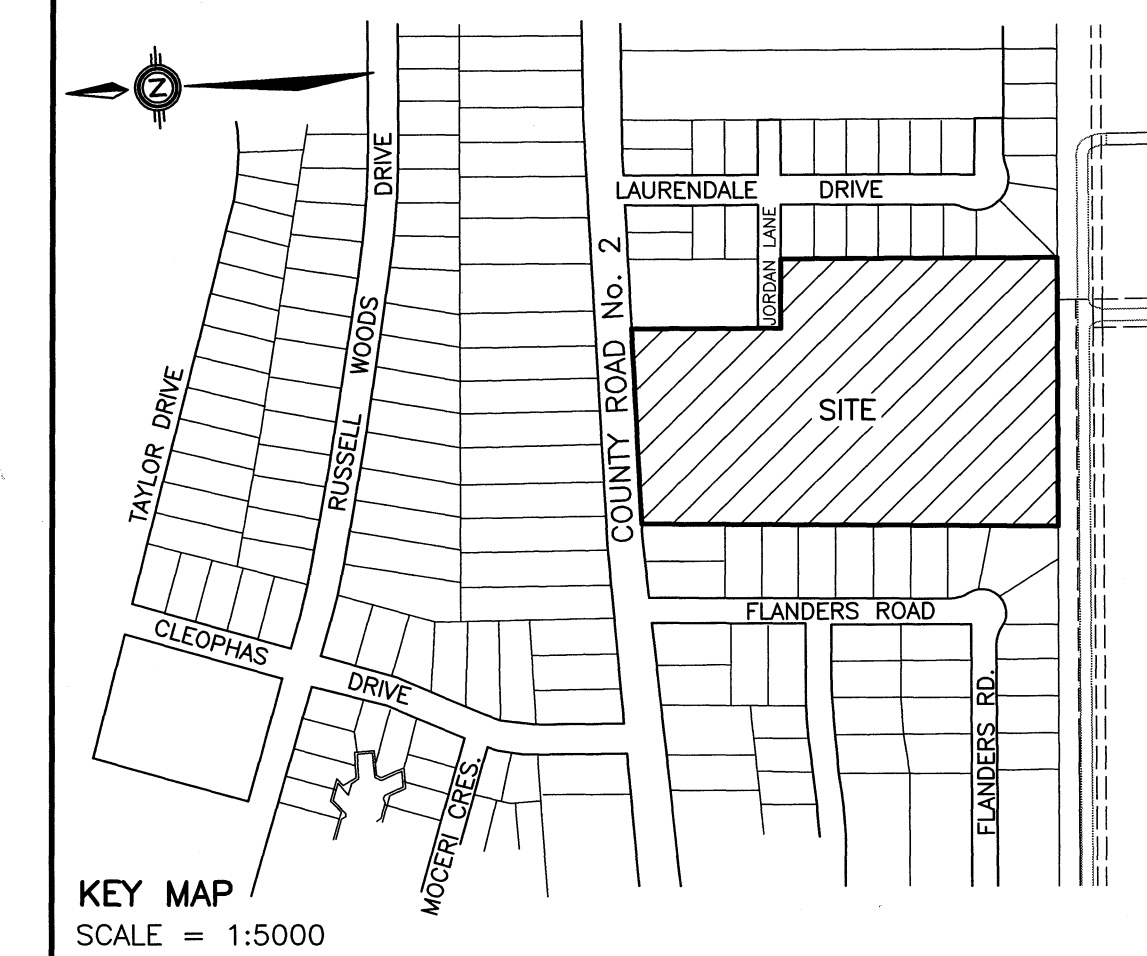 Z
DRIVE
LAURENDALE DRIVE
JORDAN LANE
COUNTY ROAD No. 2
RUSSELL WOODS
TAYLOR DRIVE
SITE
FLANDERS ROAD
CLEOPHAS
DRIVE
FLANDERS RD.
MOCERI CRES.
KEY MAP
SCALE = 1:5000